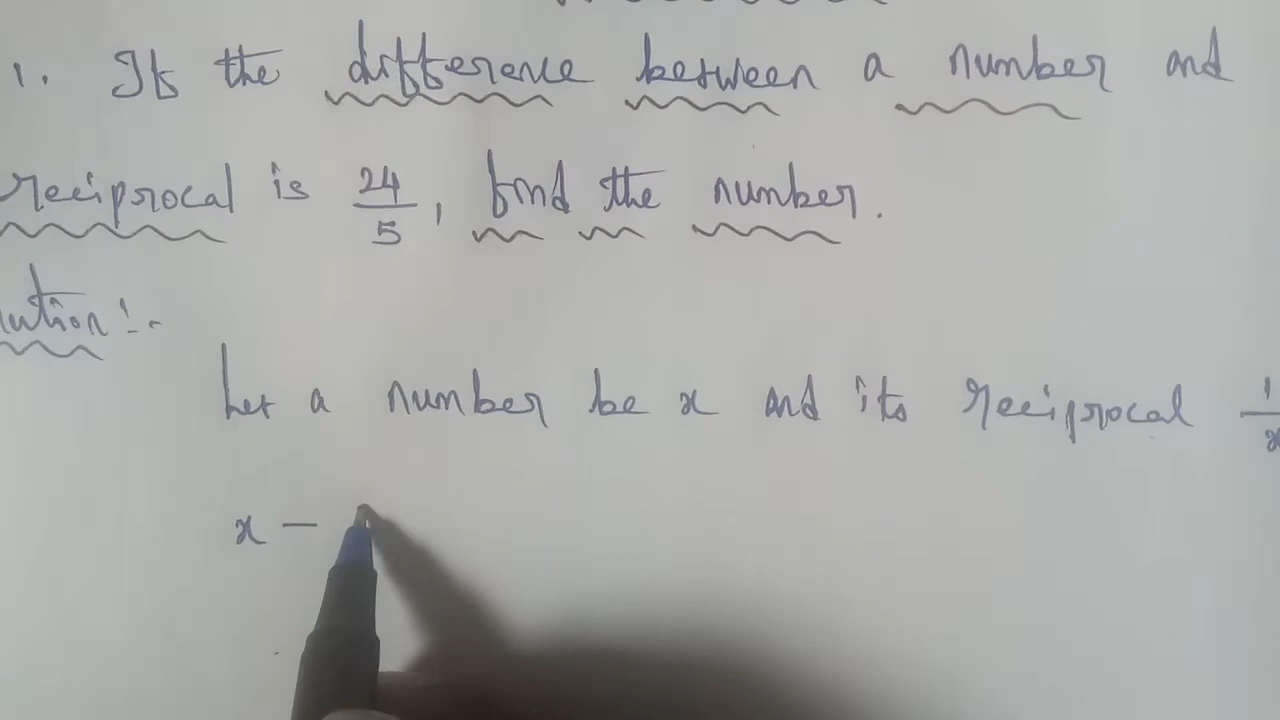 1. If the difference between a number and
reciprocal is 24/5, find the number.
lution:-
Let a number be x and its reciprocal 1/x
x -